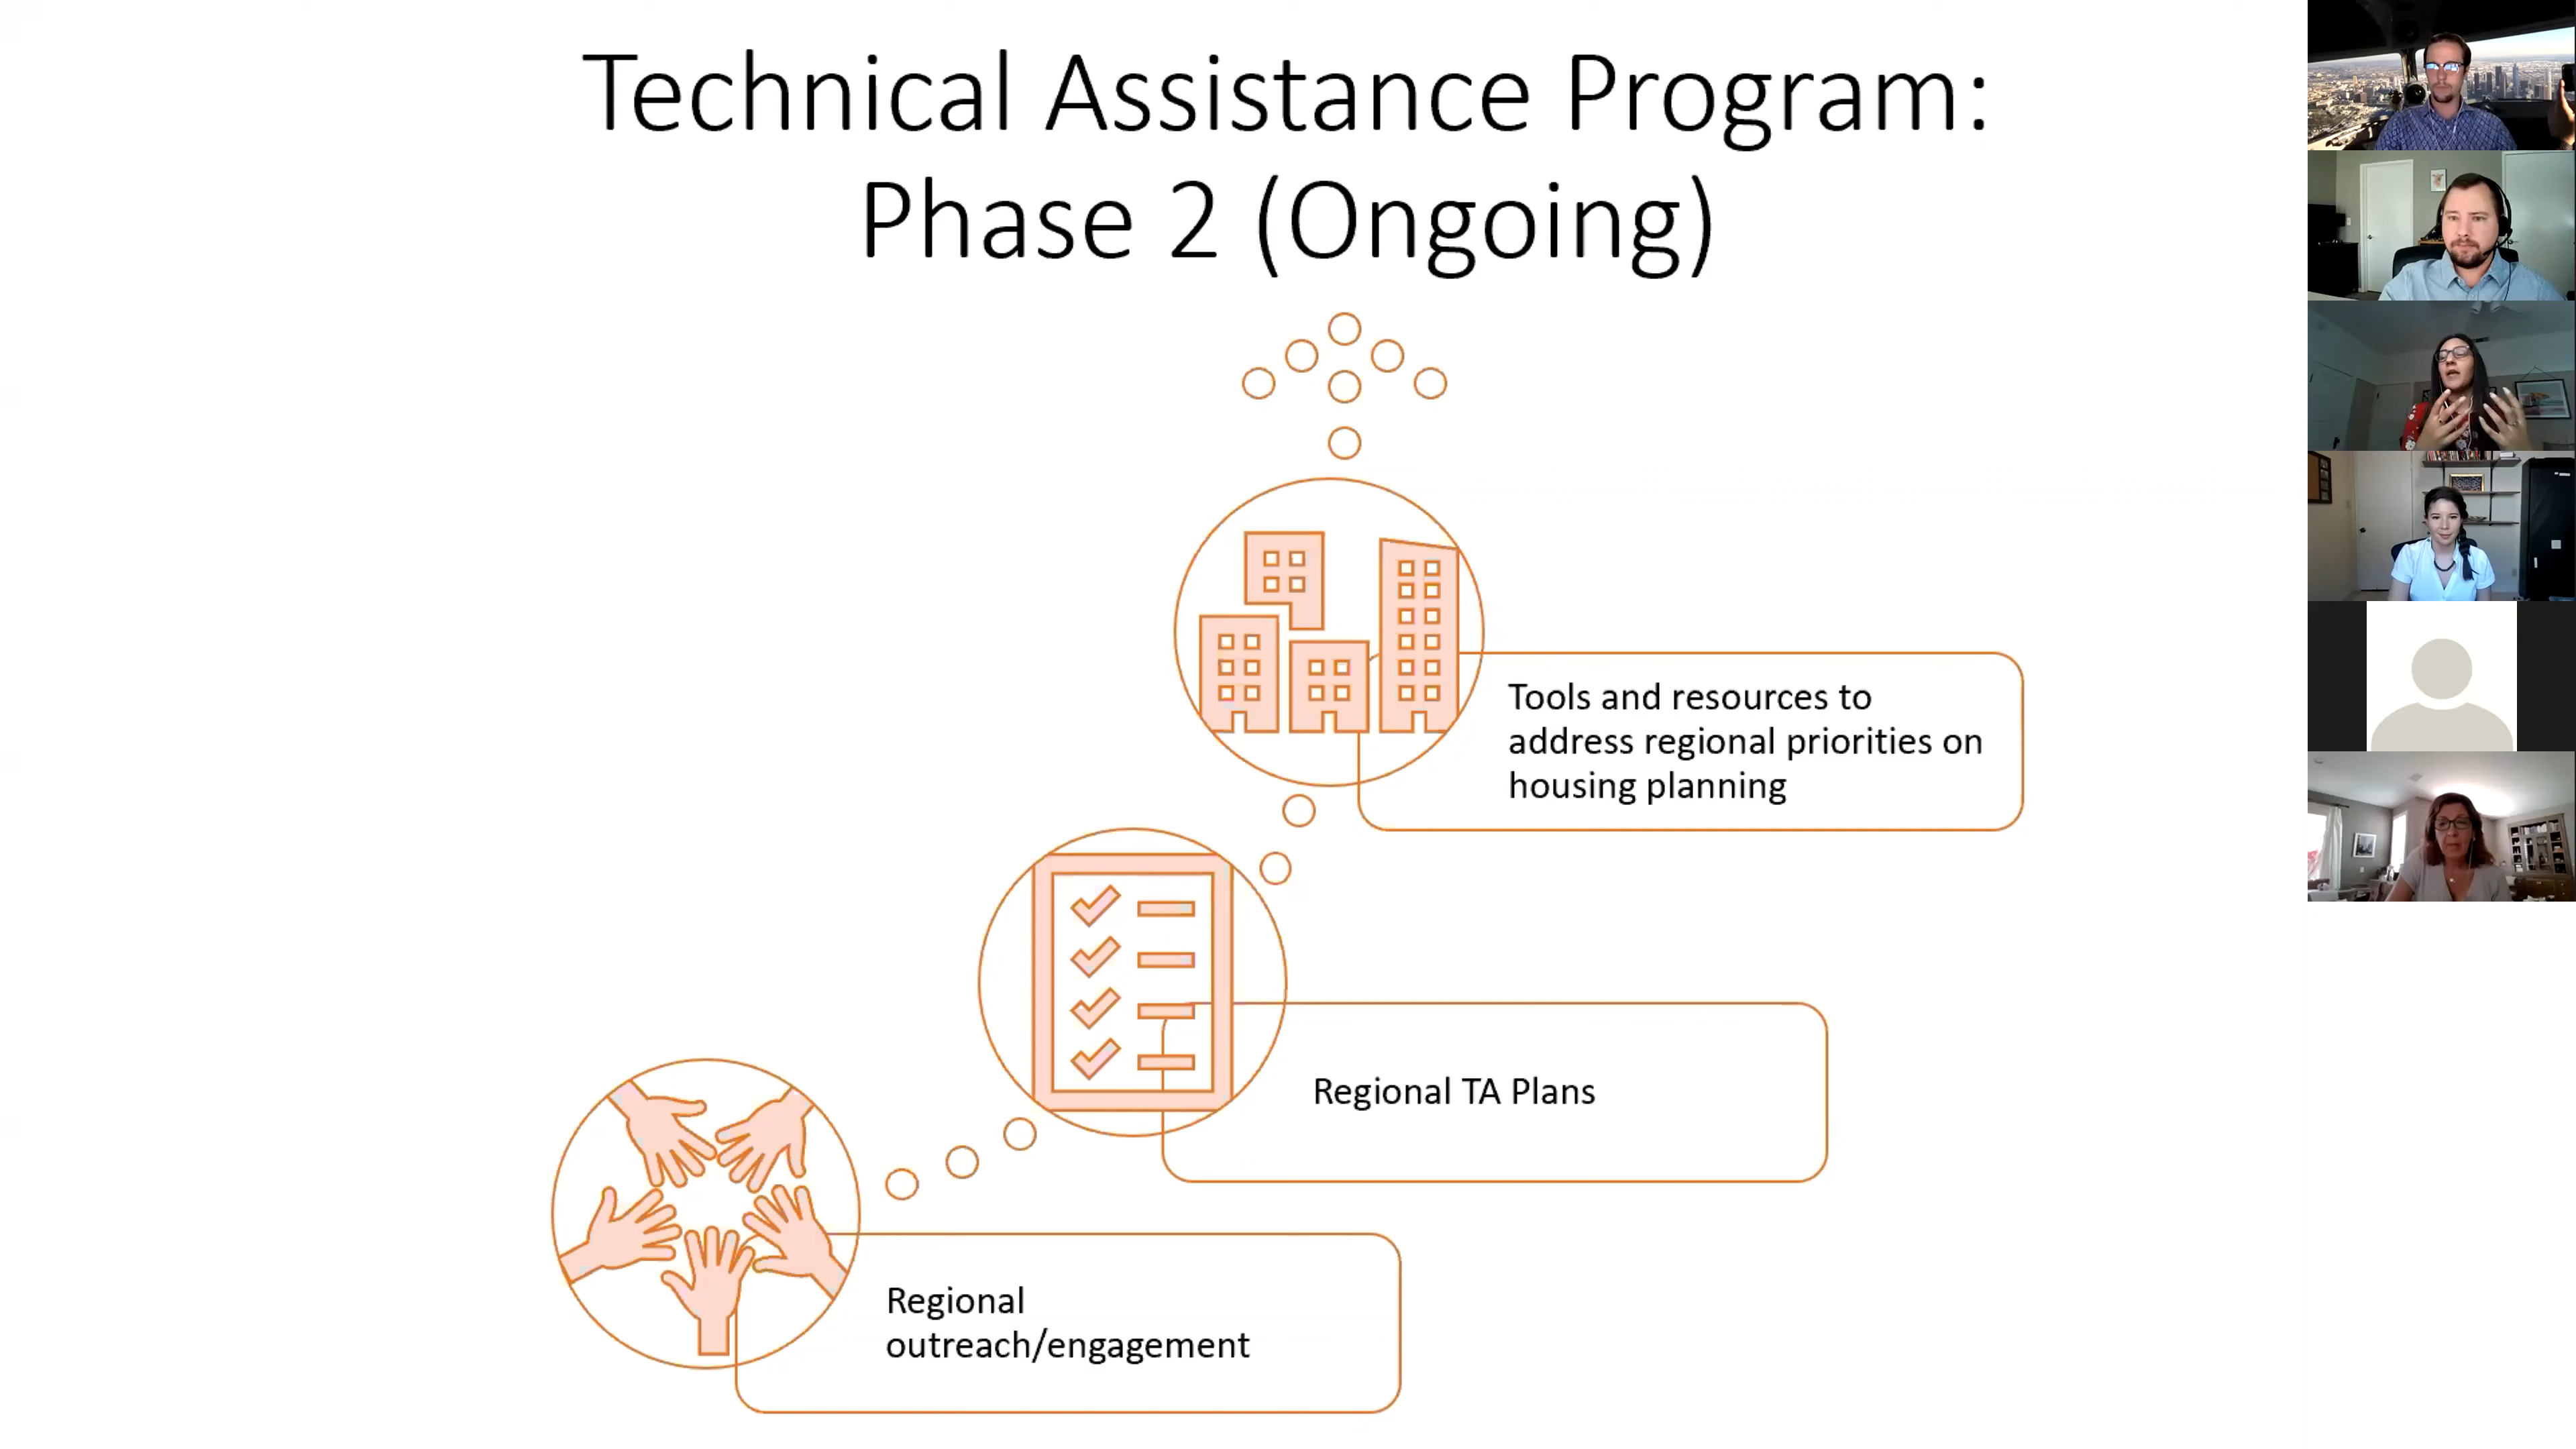 Technical Assistance Program:
Phase 2 (Ongoing)
Tools and resources to
address regional priorities on
housing planning
Regional TA Plans
Regional
outreach/engagement